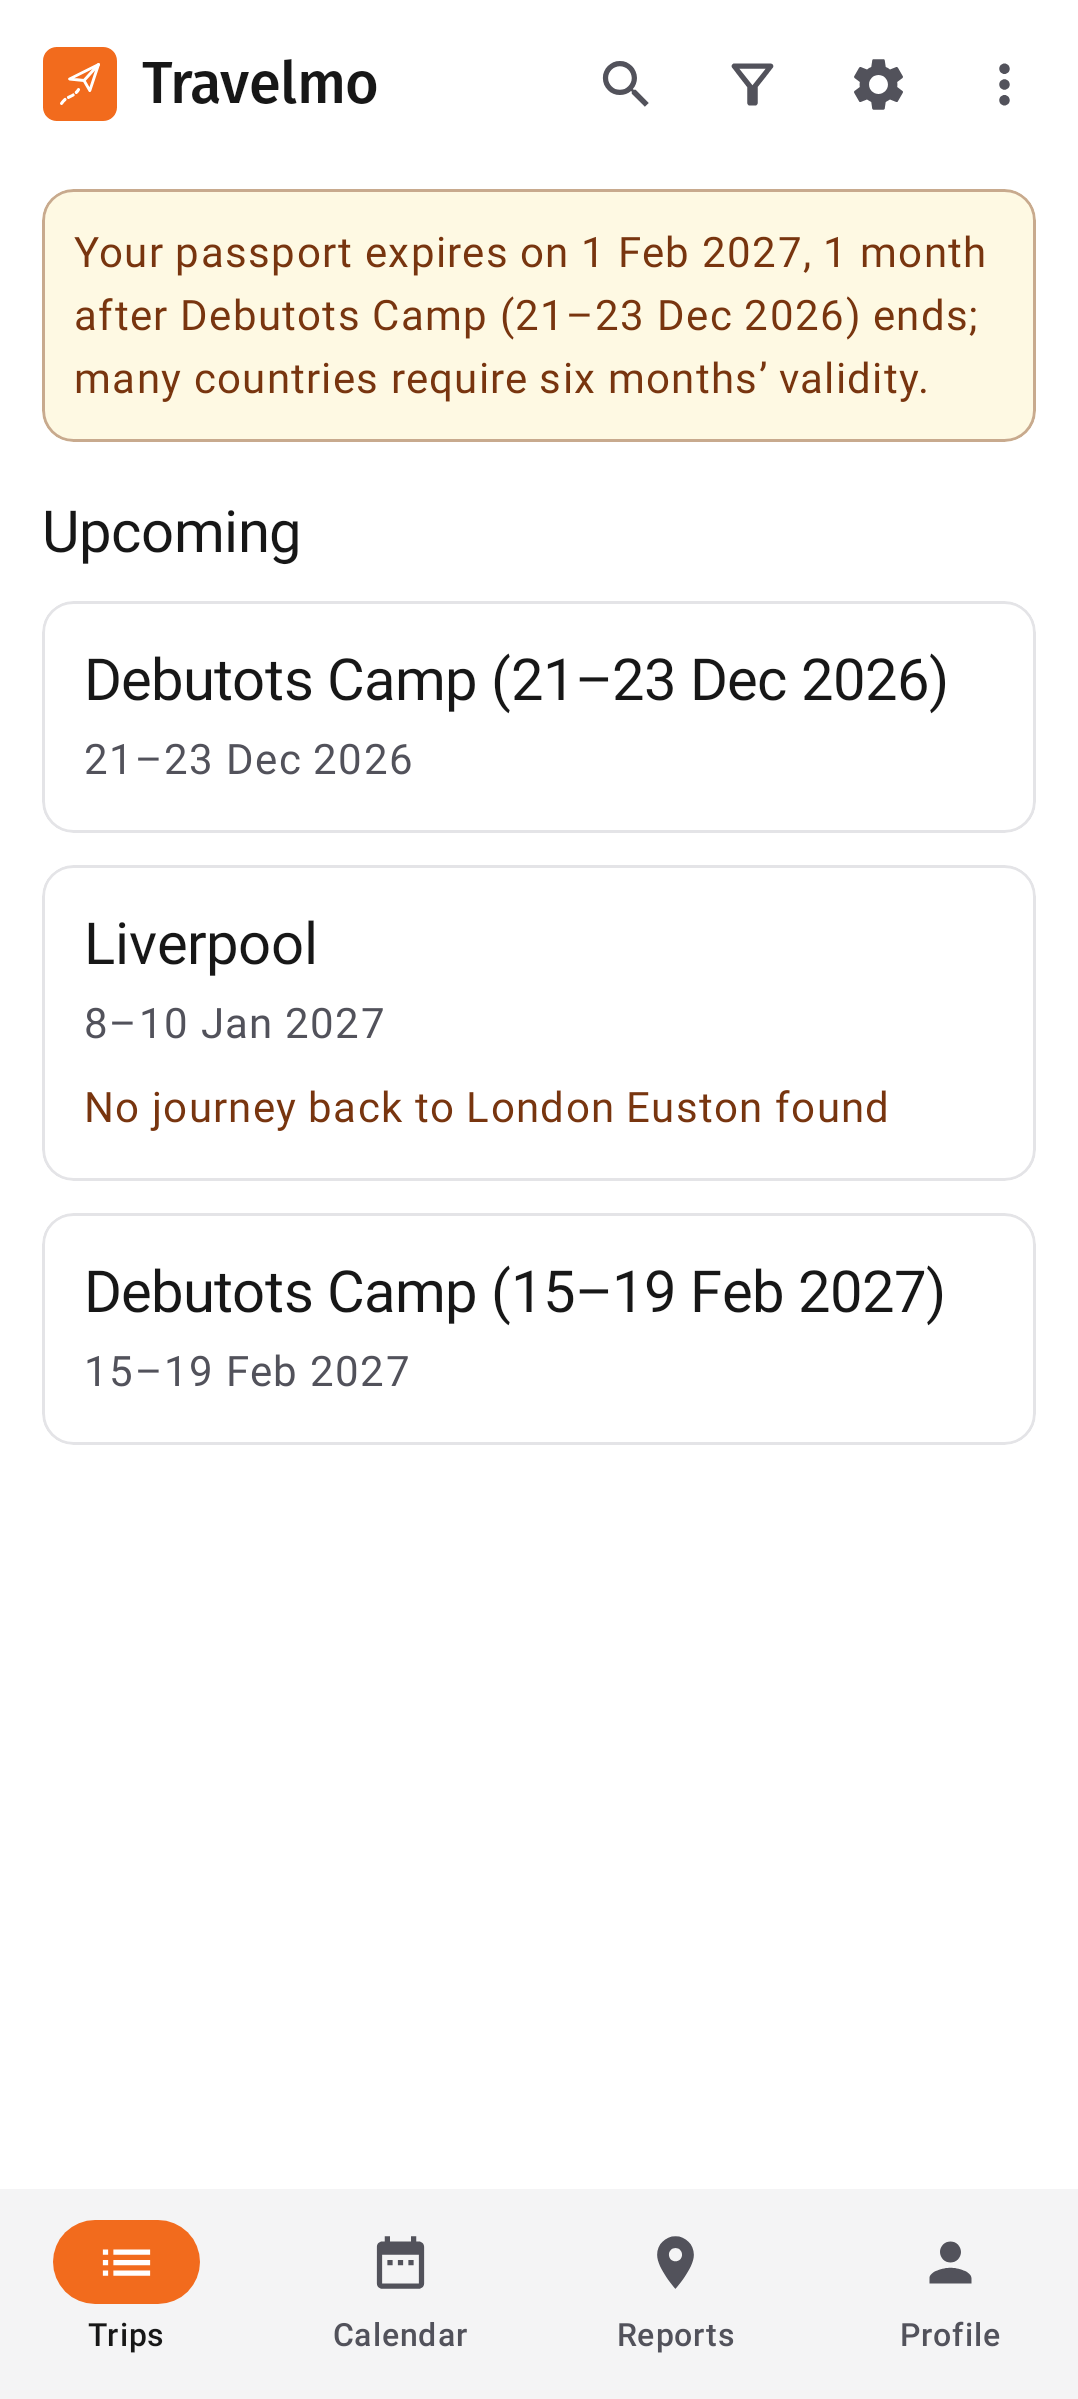 Travelmo
Your passport expires on 1 Feb 2027, 1 month
after Debutots Camp (21–23 Dec 2026) ends;
many countries require six months’ validity.
Upcoming
Debutots Camp (21–23 Dec 2026)
21–23 Dec 2026
Liverpool
8–10 Jan 2027
No journey back to London Euston found
Debutots Camp (15–19 Feb 2027)
15–19 Feb 2027
Trips
Calendar
Reports
Profile